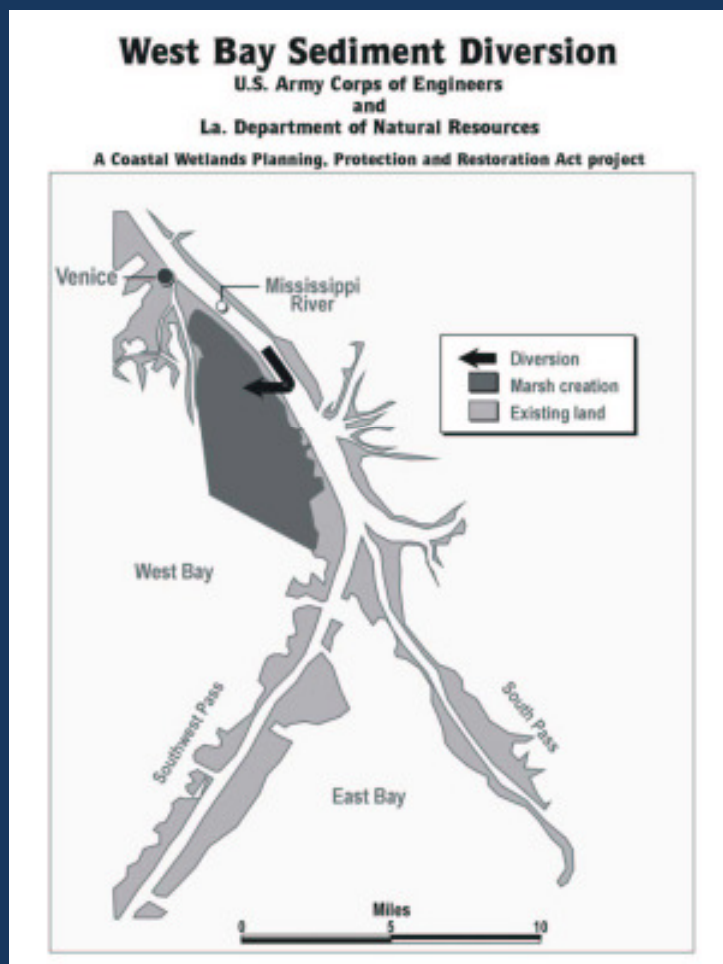 West Bay Sediment Diversion
U.S. Army Corps of Engineers
and
La. Department of Natural Resources
A Coastal Wetlands Planning, Protection and Restoration Act project
Venice
Mississippi
River
Diversion
Marsh creation
Existing land
West Bay
Southwest Pass
South Pass
East Bay
Miles
0 5 10